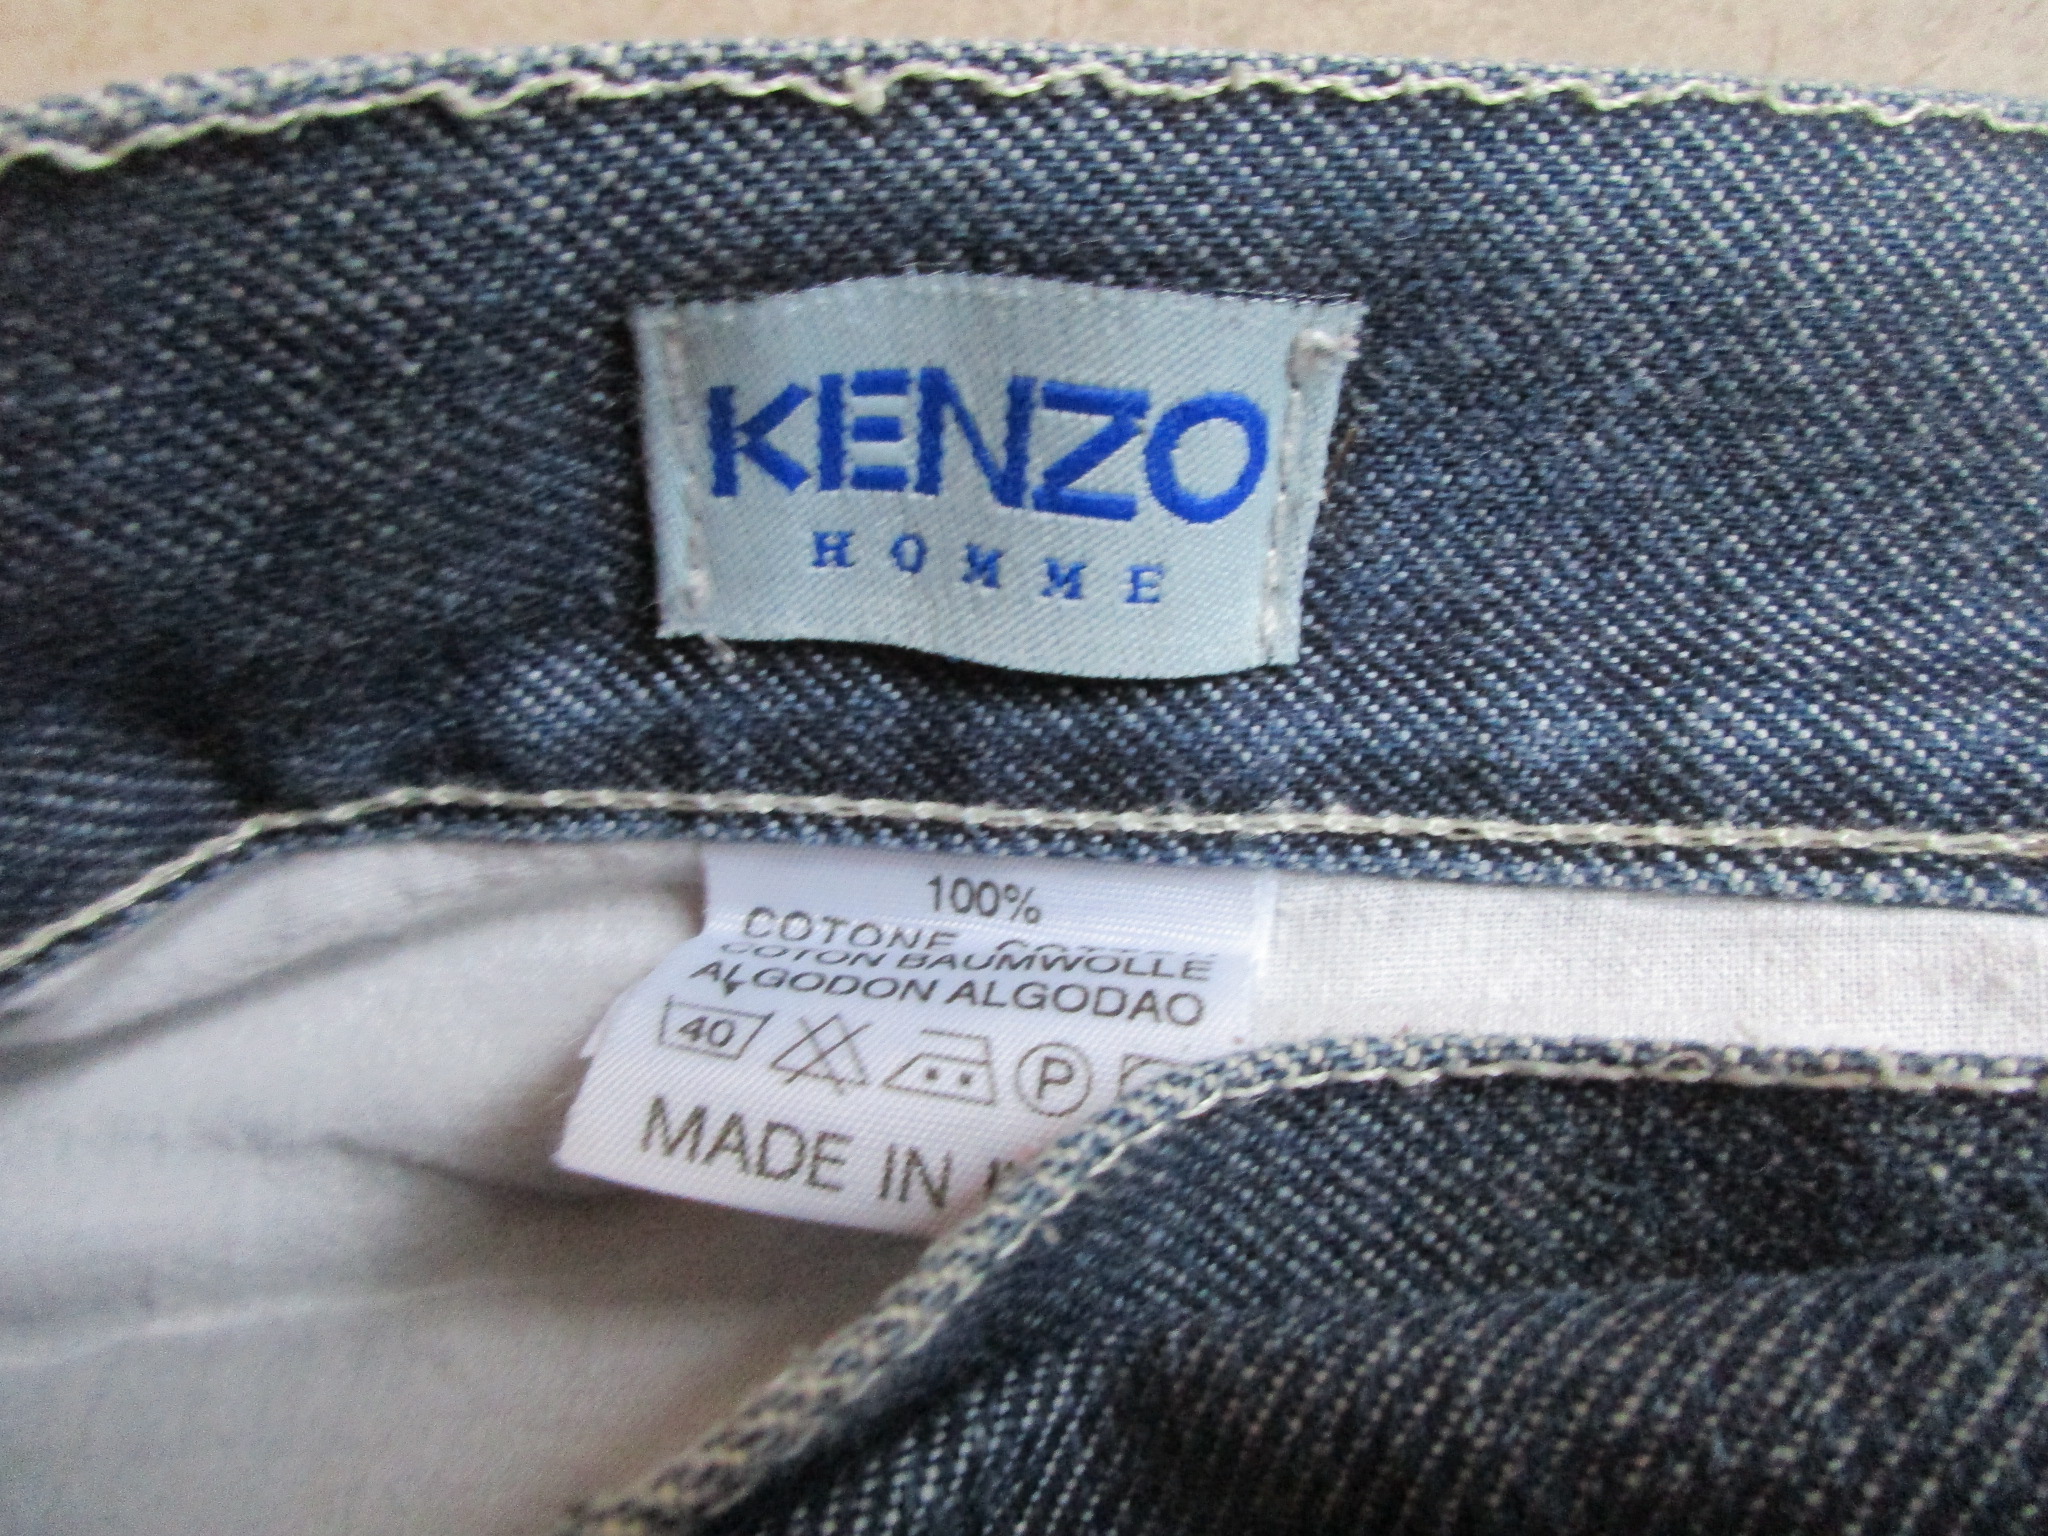 KENZO
HOMME
100%
COTONE
COTON BAUMWOLLE
ALGODON ALGODAO
40 P
MADE IN